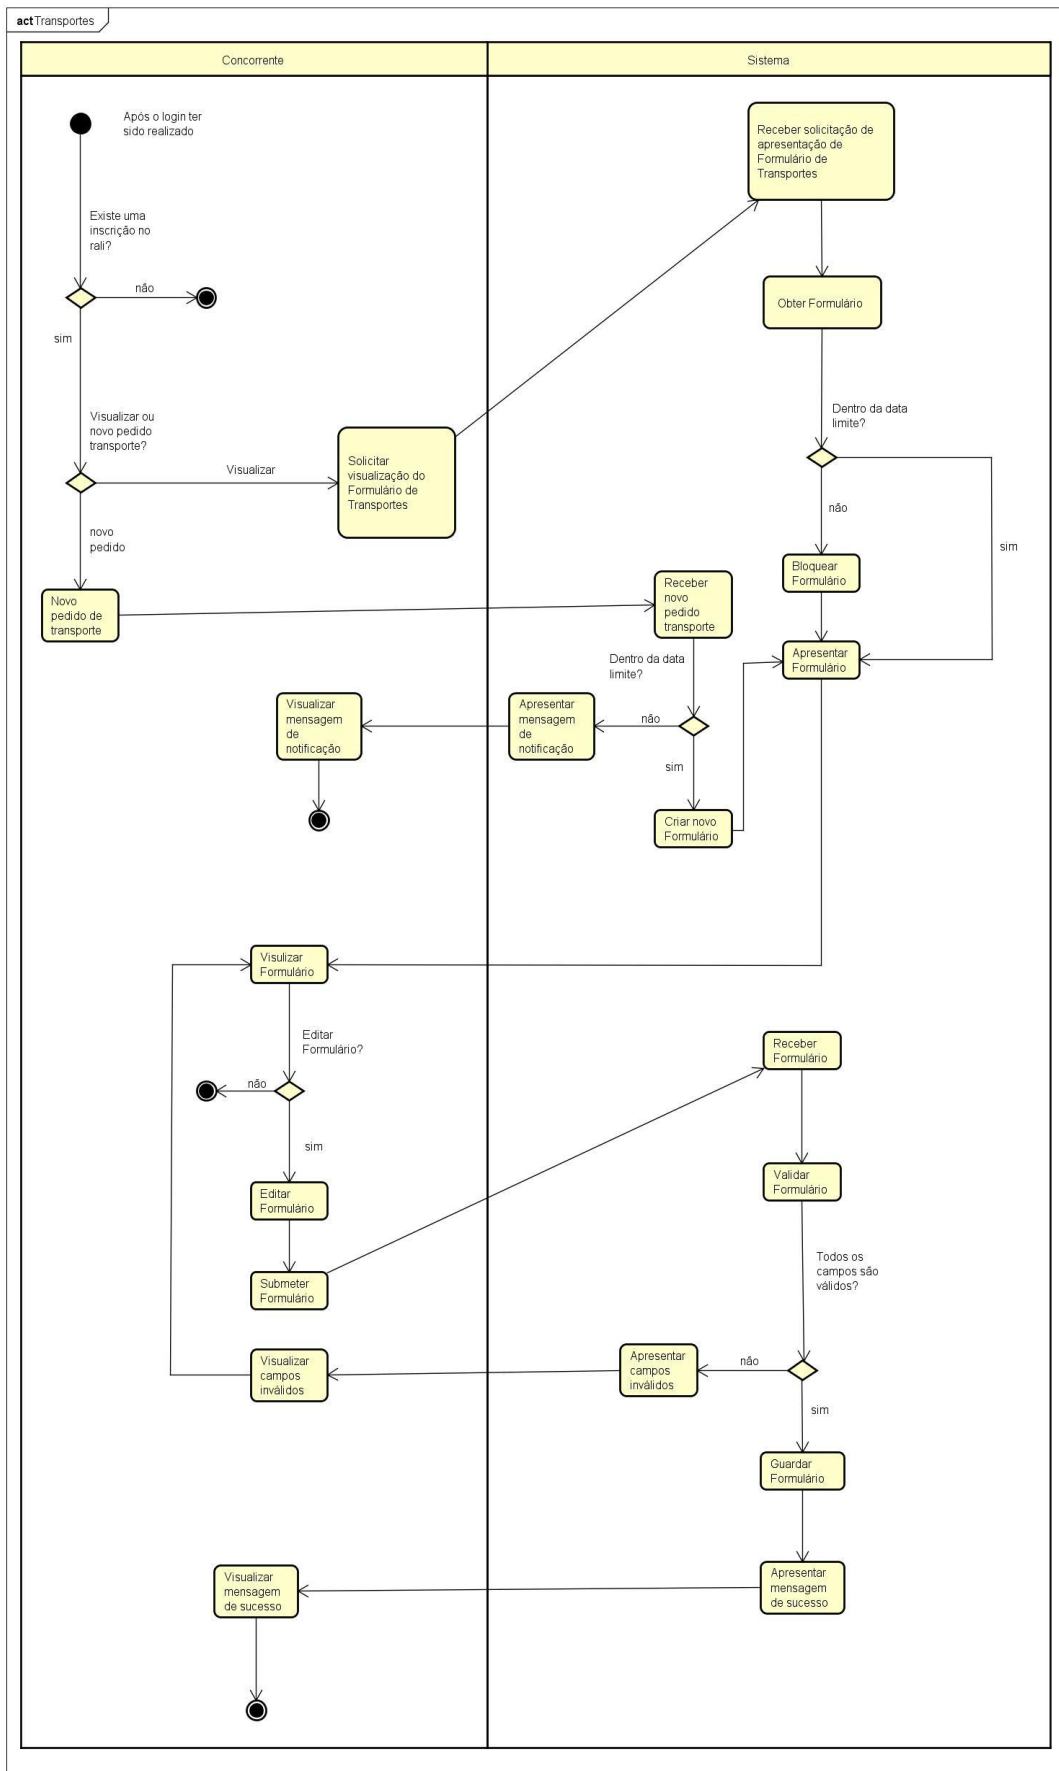 act Transportes
Concorrente
Sistema
Após o login ter
sido realizado
Receber solicitação de
apresentação de
Formulário de
Transportes
Existe uma
inscrição no
rali?
não
sim
Obter Formulário
Dentro da data
limite?
Visualizar ou
novo pedido
transporte?
Visualizar
Solicitar
visualização do
Formulário de
Transportes
não
sim
novo
pedido
Bloquear
Formulário
Novo
pedido de
transporte
Receber
novo
pedido
transporte
Apresentar
Formulário
Dentro da data
limite?
Visualizar
mensagem
de
notificação
Apresentar
mensagem
de
notificação
não
sim
Criar novo
Formulário
Visulizar
Formulário
Editar
Formulário?
não
sim
Receber
Formulário
Validar
Formulário
Editar
Formulário
Submeter
Formulário
Todos os
campos são
válidos?
Visualizar
campos
inválidos
Apresentar
campos
inválidos
não
sim
Guardar
Formulário
Visualizar
mensagem
de sucesso
Apresentar
mensagem
de sucesso